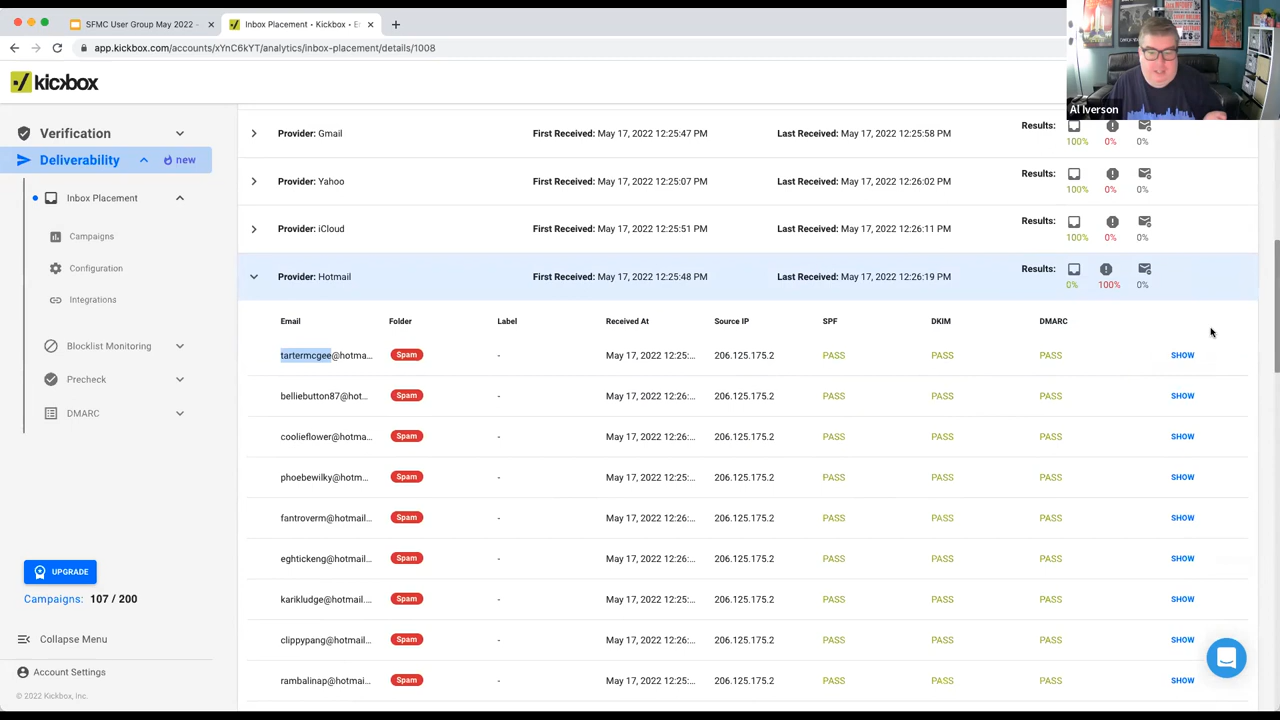 SFMC User Group May 2022 -
Inbox Placement • Kickbox • E
app.kickbox.com/accounts/xYnC6kYT/analytics/inbox-placement/details/1008
kickbox
Al Iverson
Verification
Deliverability new
Inbox Placement
Campaigns
Configuration
Integrations
Blocklist Monitoring
Precheck
DMARC
UPGRADE
Campaigns: 107 / 200
Collapse Menu
Account Settings
© 2022 Kickbox, Inc.
Provider: Gmail First Received: May 17, 2022 12:25:47 PM Last Received: May 17, 2022 12:25:58 PM Results:
100% 0% 0%
Provider: Yahoo First Received: May 17, 2022 12:25:07 PM Last Received: May 17, 2022 12:26:02 PM Results:
100% 0% 0%
Provider: iCloud First Received: May 17, 2022 12:25:51 PM Last Received: May 17, 2022 12:26:11 PM Results:
100% 0% 0%
Provider: Hotmail First Received: May 17, 2022 12:25:48 PM Last Received: May 17, 2022 12:26:19 PM Results:
0% 100% 0%
Email Folder Label Received At Source IP SPF DKIM DMARC
tartermcgee@hotma... Spam - May 17, 2022 12:25:... 206.125.175.2 PASS PASS PASS SHOW
belliebutton87@hot... Spam - May 17, 2022 12:26:... 206.125.175.2 PASS PASS PASS SHOW
coolieflower@hotma... Spam - May 17, 2022 12:26:... 206.125.175.2 PASS PASS PASS SHOW
phoebewilky@hotm... Spam - May 17, 2022 12:25:... 206.125.175.2 PASS PASS PASS SHOW
fantroverm@hotmail... Spam - May 17, 2022 12:26:... 206.125.175.2 PASS PASS PASS SHOW
eghtickeng@hotmail... Spam - May 17, 2022 12:26:... 206.125.175.2 PASS PASS PASS SHOW
karikludge@hotmail.... Spam - May 17, 2022 12:25:... 206.125.175.2 PASS PASS PASS SHOW
clippypang@hotmail... Spam - May 17, 2022 12:26:... 206.125.175.2 PASS PASS PASS SHOW
rambalinap@hotmai... Spam - May 17, 2022 12:25:... 206.125.175.2 PASS PASS PASS SHOW